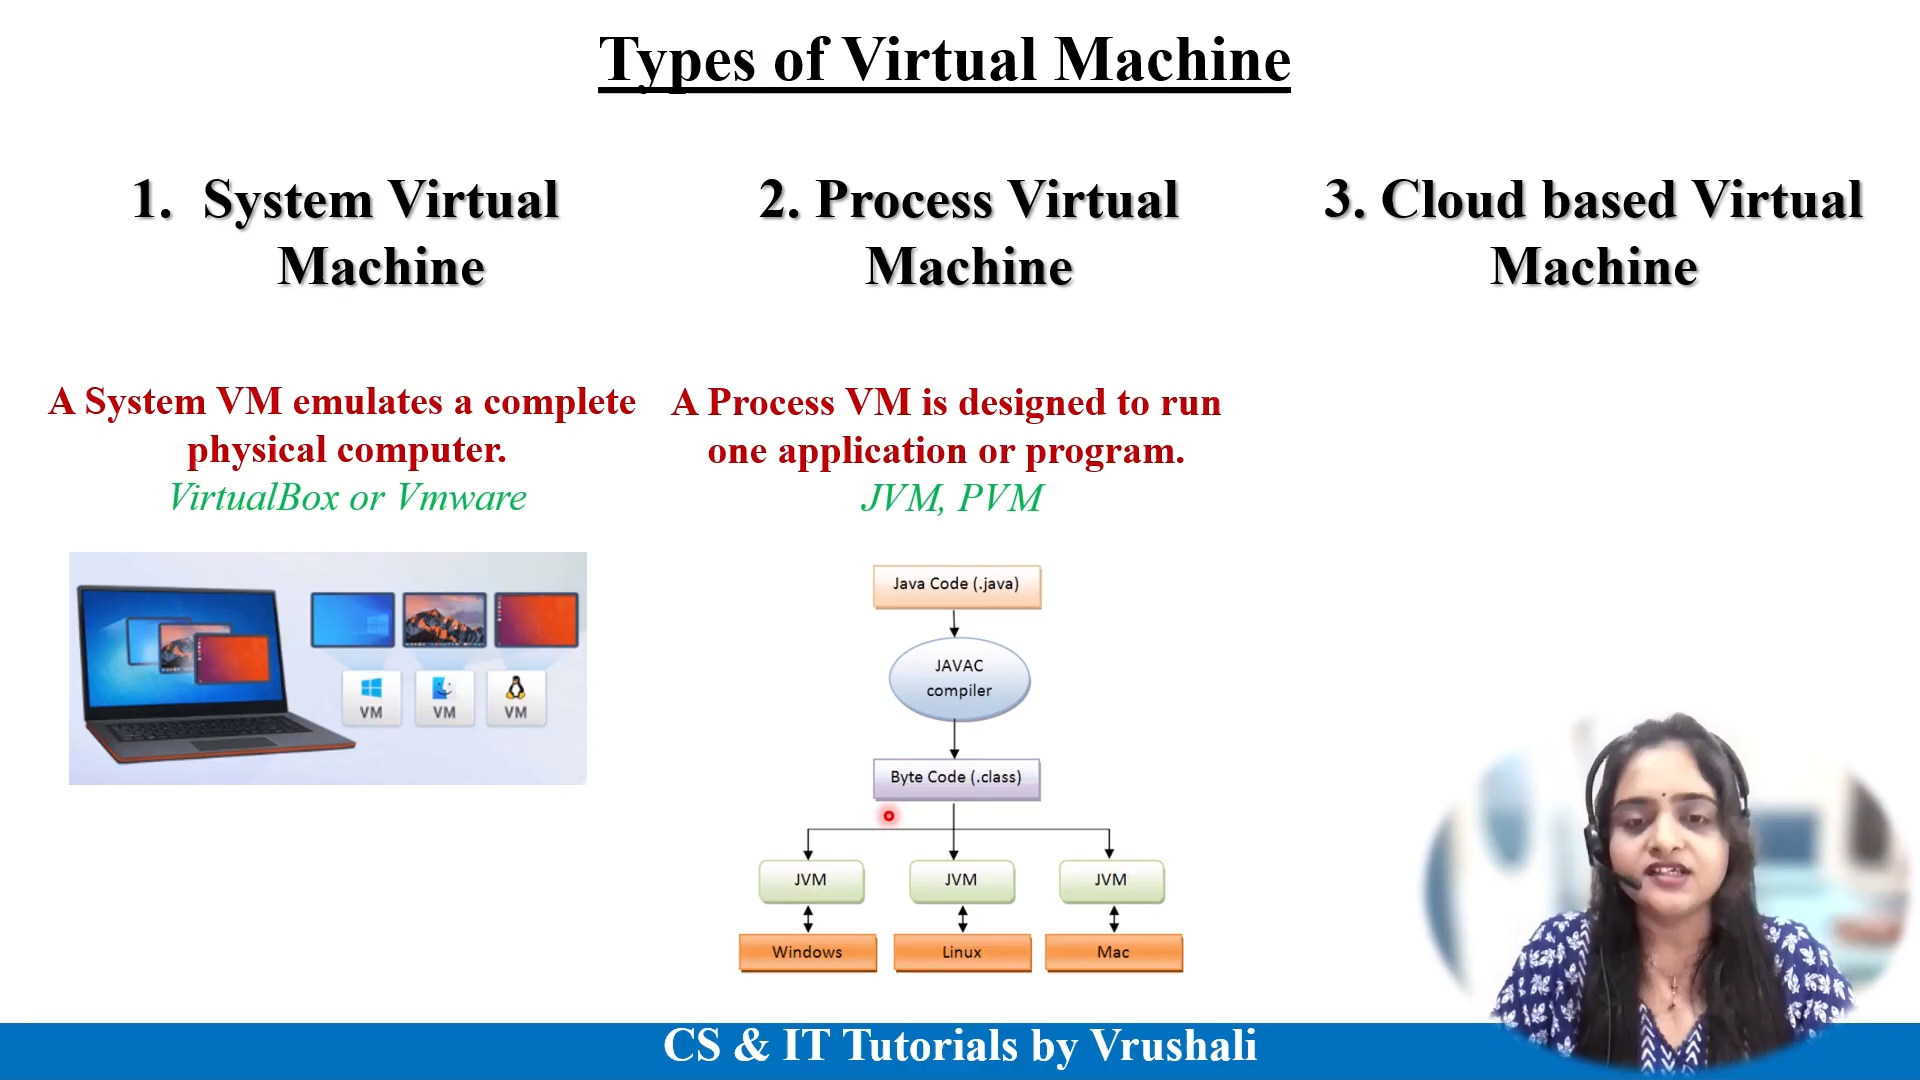 Types of Virtual Machine
1. System Virtual
Machine
2. Process Virtual
Machine
3. Cloud based Virtual
Machine
A System VM emulates a complete
physical computer.
VirtualBox or Vmware
A Process VM is designed to run
one application or program.
JVM, PVM
VM
VM
VM
Java Code (.java)
JAVAC
compiler
Byte Code (.class)
JVM
JVM
JVM
Windows
Linux
Mac
CS & IT Tutorials by Vrushali